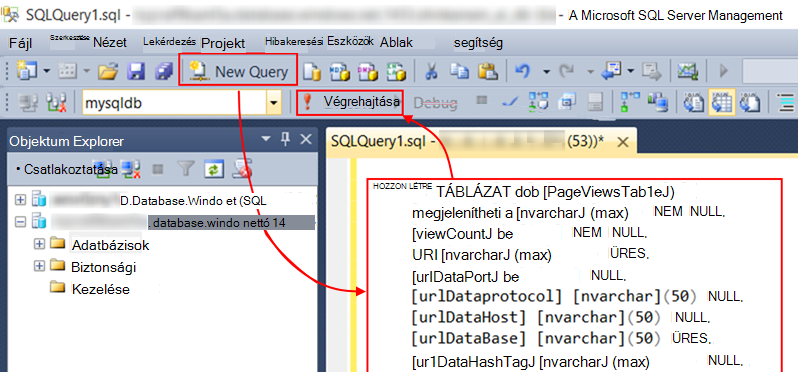 SQLQuery1.sql - - A Microsoft SQL Server Management
Fájl Szerkesztése Nézet Lekérdezés Projekt Hibakeresési Eszközök Ablak segítség
New Query
mysqldb Végrehajtása Debug
Objektum Explorer
SQLQuery1.sql - (53))*
• Csatlakoztatása
D.Database.Windo et (SQL
. database.windo nettó 14
Adatbázisok
Biztonsági
Kezelése
HOZZON LÉTRE TÁBLÁZAT dob [PageViewsTab1eJ)
megjelenítheti a [nvarcharJ (max) NEM NULL,
[viewCountJ be NEM NULL,
URI [nvarcharJ (max) ÜRES,
[urlDataPortJ be NULL,
[urlDataprotocol] [nvarchar](50) NULL,
[urlDataHost] [nvarchar](50) NULL,
[urlDataBase] [nvarchar](50) ÜRES,
[ur1DataHashTagJ [nvarcharJ (max) NULL,